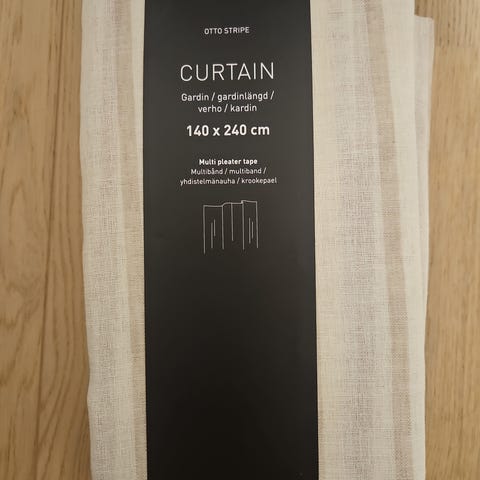 OTTO STRIPE
CURTAIN
Gardin / gardinlängd /
verho / kardin
140 x 240 cm
Multi pleater tape
Multibånd / multiband /
yhdistelmänauha / krookepael